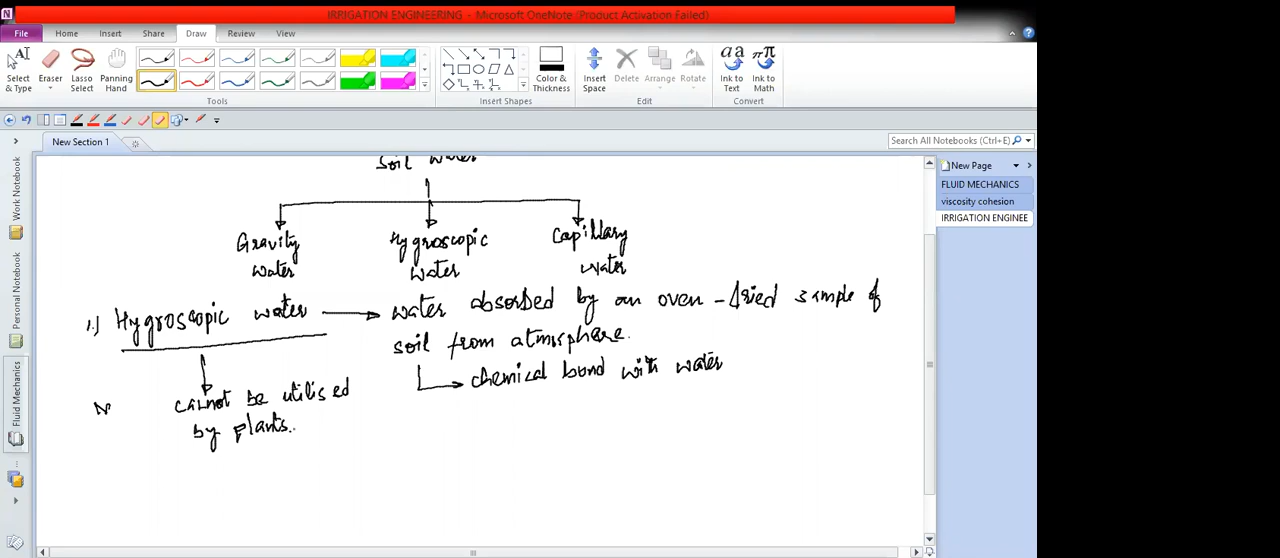 IRRIGATION ENGINEERING - Microsoft OneNote (Product Activation Failed)
File Home Insert Share Draw Review View
Select & Type Eraser Lasso Select Panning Hand Color & Thickness Insert Space Delete Arrange Rotate Ink to Text Ink to Math
Tools Insert Shapes Edit Convert
New Section 1 Search All Notebooks (Ctrl+E)
New Page
FLUID MECHANICS
viscosity cohesion
IRRIGATION ENGINEE
Work Notebook
Personal Notebook
Fluid Mechanics
Soil Water
Gravity Water
Hygroscopic Water
Capillary Water
1.) Hygroscopic water water absorbed by an oven-dried sample of
soil from atmosphare.
chemical bond with water
cannot be utilised
by plants.